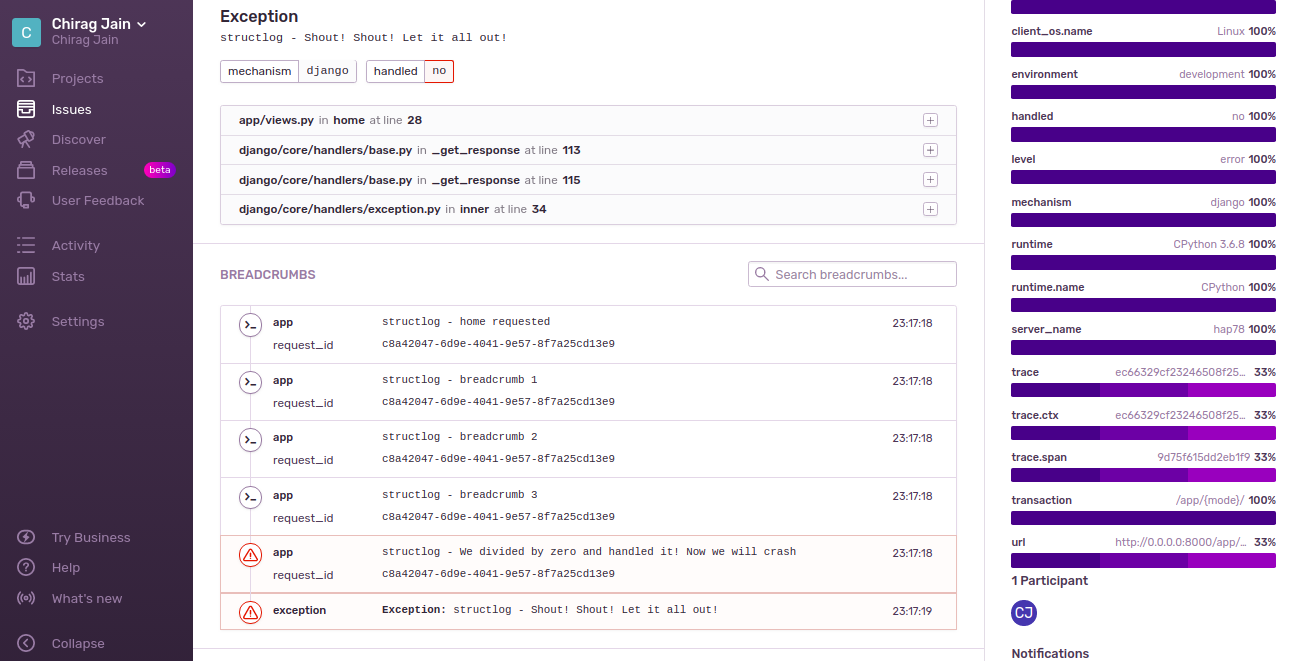 C
Chirag Jain
Chirag Jain
Projects
Issues
Discover
Releases beta
User Feedback
Activity
Stats
Settings
Try Business
Help
What's new
Collapse
Exception
structlog - Shout! Shout! Let it all out!
mechanism django handled no
app/views.py in home at line 28
django/core/handlers/base.py in _get_response at line 113
django/core/handlers/base.py in _get_response at line 115
django/core/handlers/exception.py in inner at line 34
BREADCRUMBS
Search breadcrumbs...
app structlog - home requested 23:17:18
request_id c8a42047-6d9e-4041-9e57-8f7a25cd13e9
app structlog - breadcrumb 1 23:17:18
request_id c8a42047-6d9e-4041-9e57-8f7a25cd13e9
app structlog - breadcrumb 2 23:17:18
request_id c8a42047-6d9e-4041-9e57-8f7a25cd13e9
app structlog - breadcrumb 3 23:17:18
request_id c8a42047-6d9e-4041-9e57-8f7a25cd13e9
app structlog - We divided by zero and handled it! Now we will crash 23:17:18
request_id c8a42047-6d9e-4041-9e57-8f7a25cd13e9
exception Exception: structlog - Shout! Shout! Let it all out! 23:17:19
client_os.name Linux 100%
environment development 100%
handled no 100%
level error 100%
mechanism django 100%
runtime CPython 3.6.8 100%
runtime.name CPython 100%
server_name hap78 100%
trace ec66329cf23246508f25... 33%
trace.ctx ec66329cf23246508f25... 33%
trace.span 9d75f615dd2eb1f9 33%
transaction /app/{mode}/ 100%
url http://0.0.0.0:8000/app/... 33%
1 Participant
CJ
Notifications